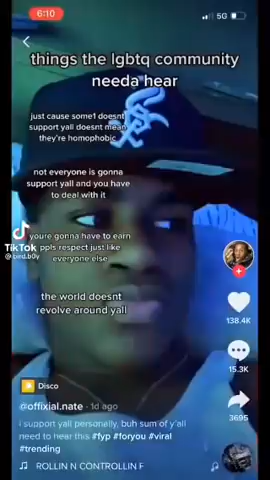 6:10
5G
things the lgbtq community
needa hear
just cause some1 doesnt
support yall doesnt mean
they're homophobic
not everyone is gonna
support yall and you have
to deal with it
youre gonna have to earn
ppls respect just like
everyone else
TikTok
@bird.b0y
the world doesnt
revolve around yall
138.4K
15.3K
3695
Disco
@offixial.nate · 1d ago
i support yall personally, buh sum of y'all
need to hear this #fyp #foryou #viral
#trending
ROLLIN N CONTROLLIN F